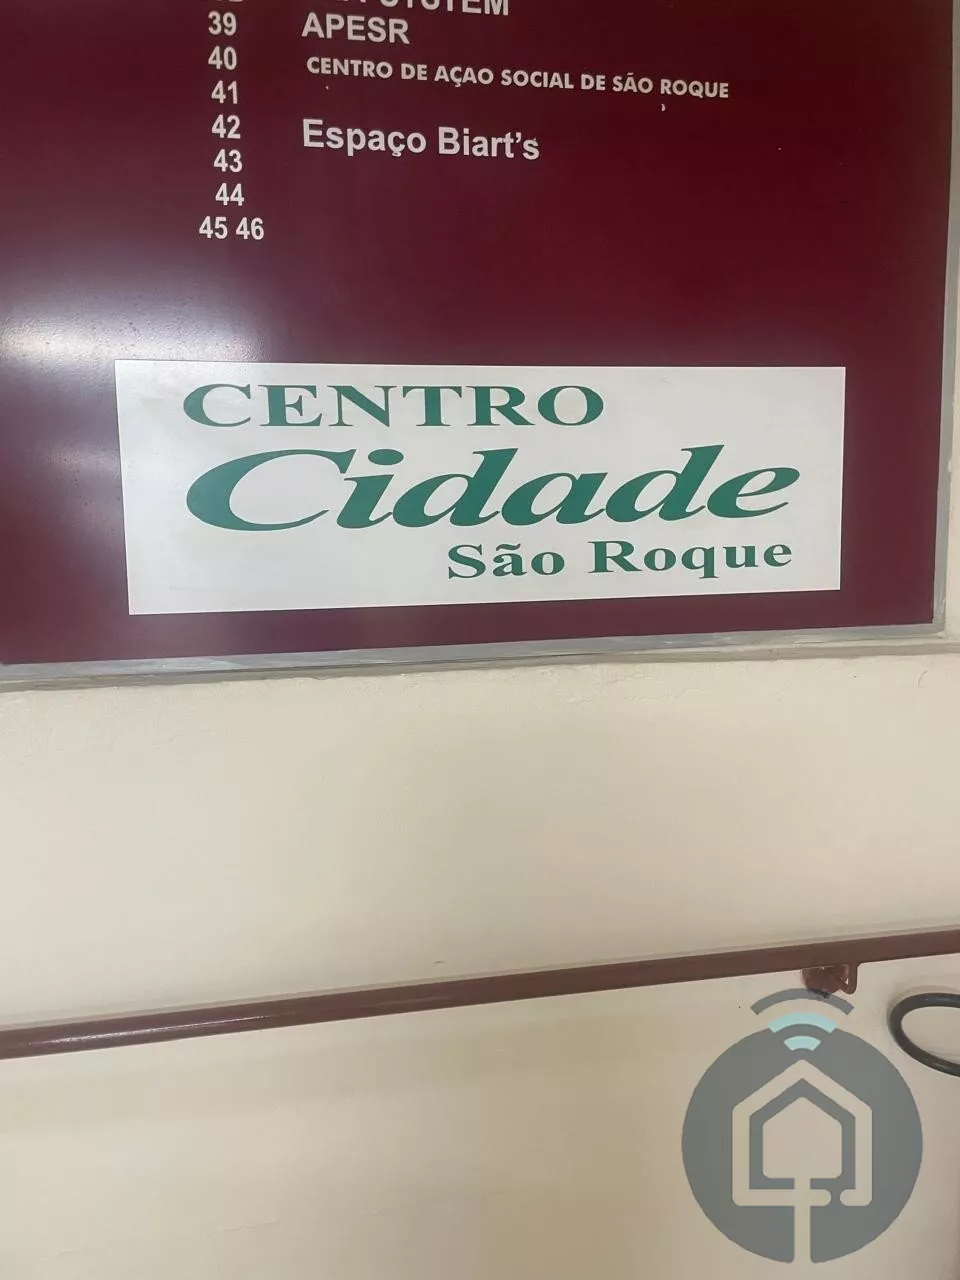 39 APESR
40 CENTRO DE AÇAO SOCIAL DE SÃO ROQUE
41
42 Espaço Biart's
43
44
45 46
CENTRO
Cidade
São Roque